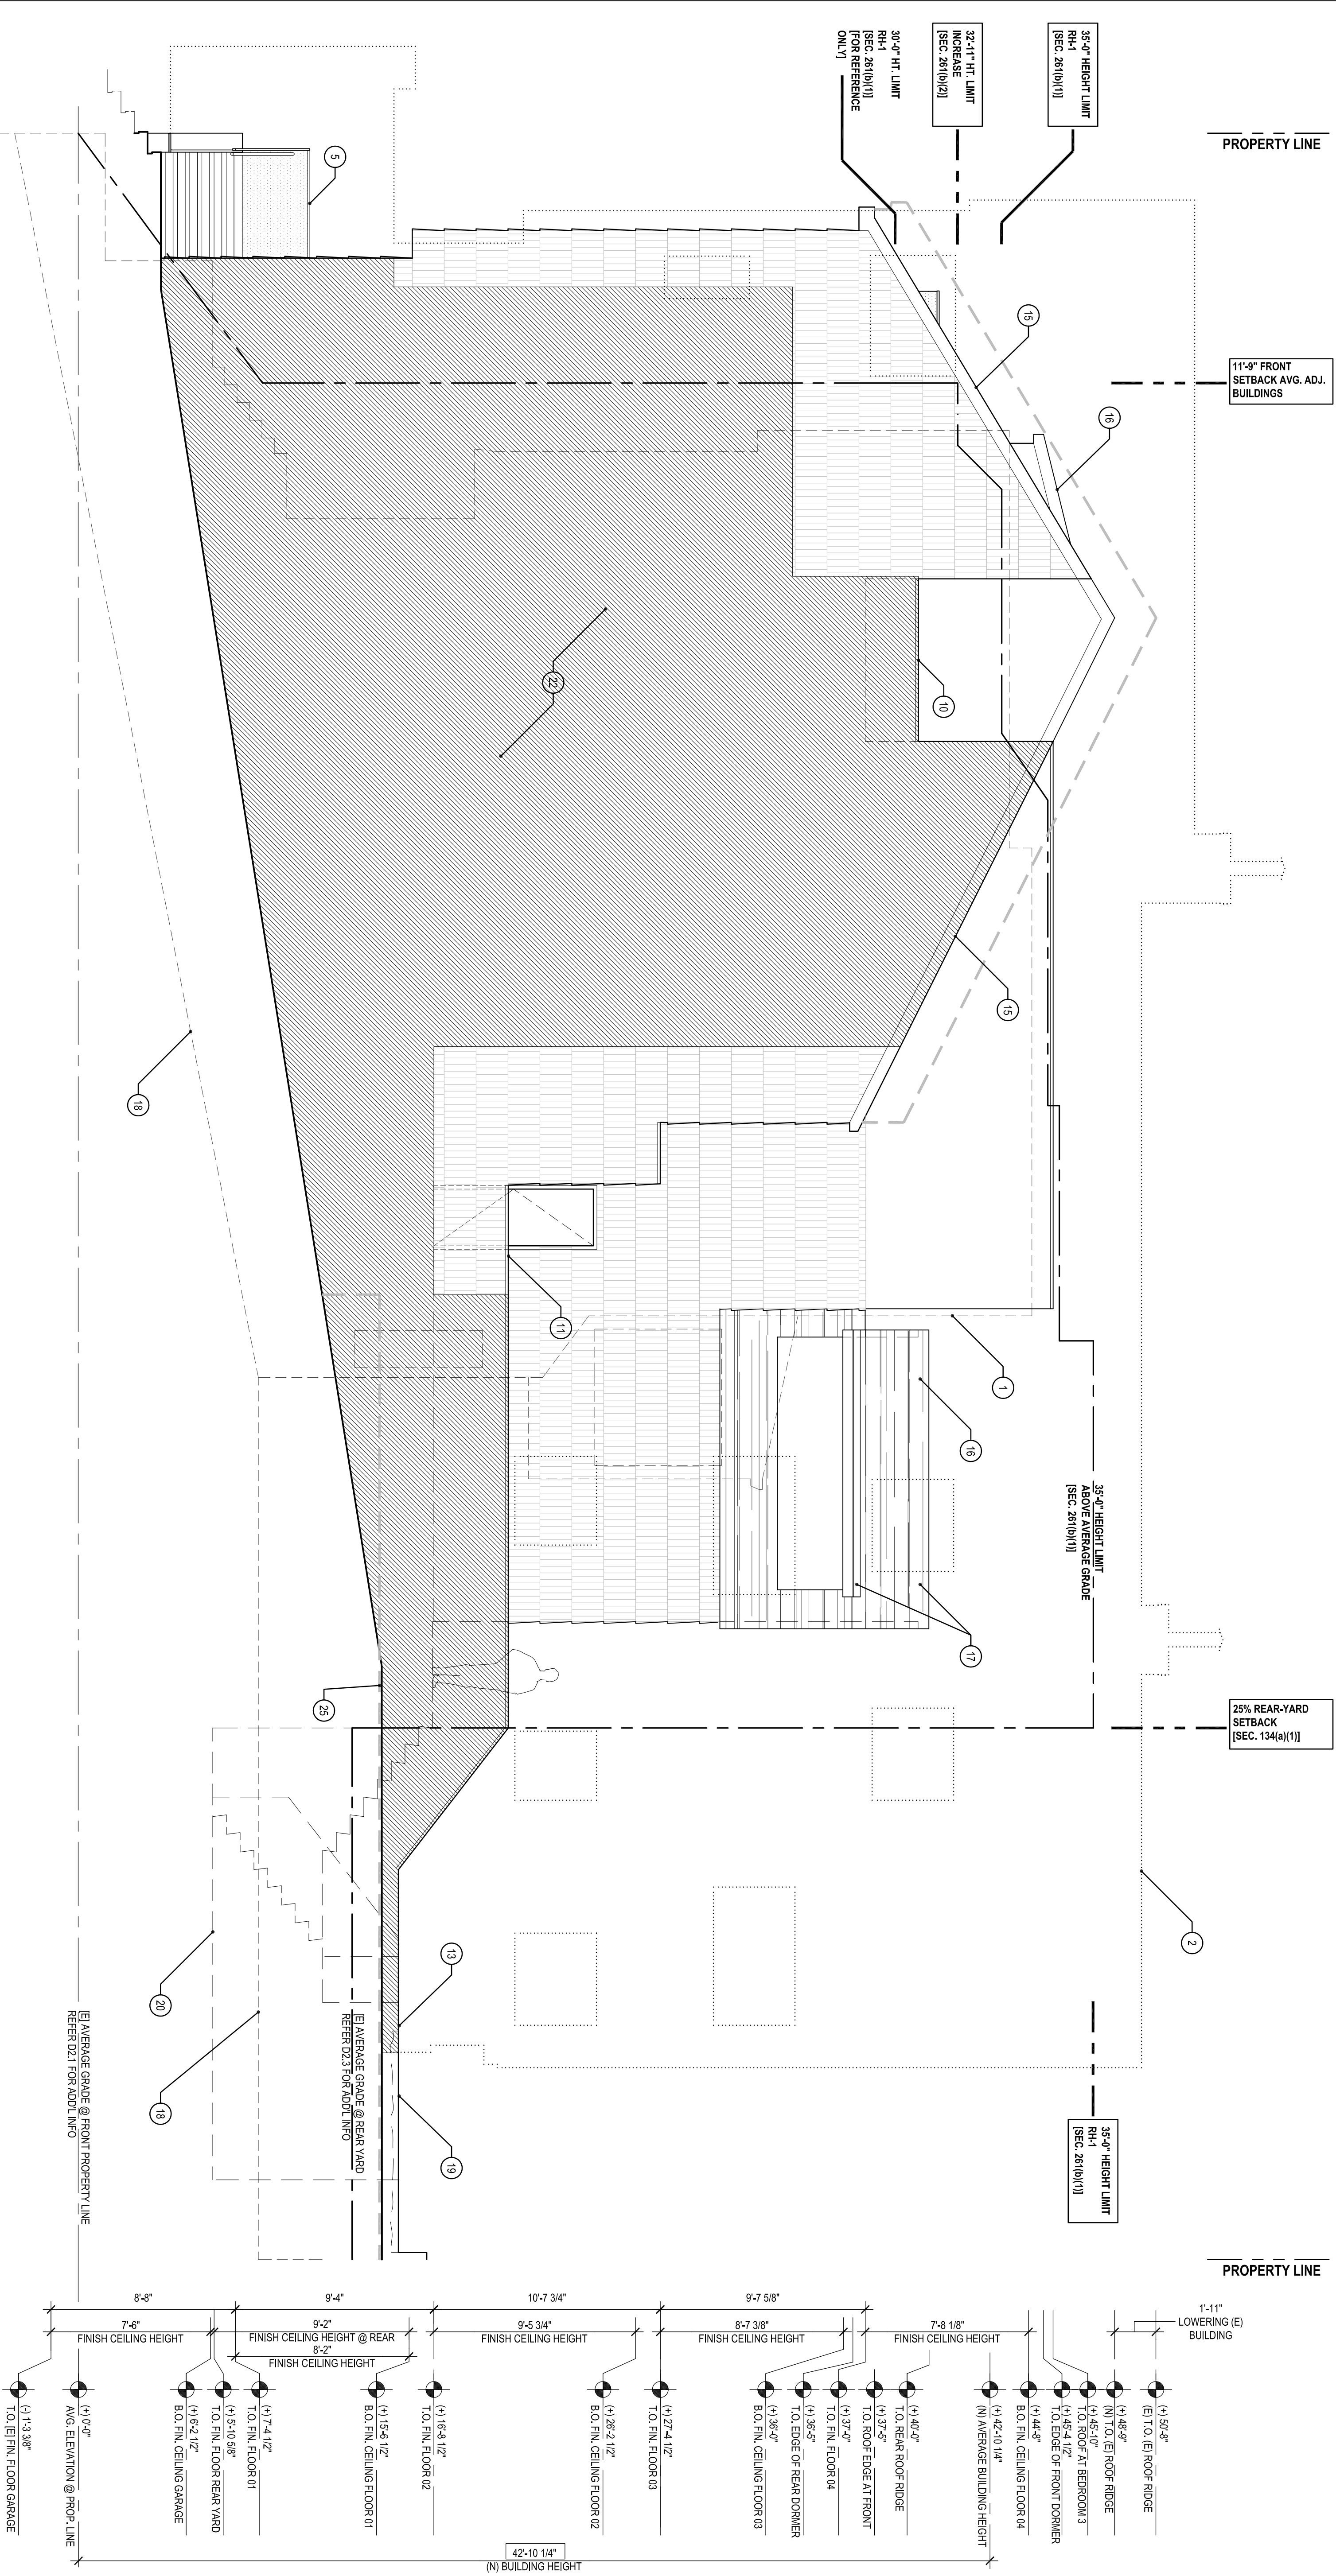 35'-0" HEIGHT LIMIT
RH-1
[SEC. 261(b)(1)]
32'-11" HT. LIMIT
INCREASE
[SEC. 261(b)(2)]
30'-0" HT. LIMIT
RH-1
[SEC. 261(b)(1)]
[FOR REFERENCE
ONLY]
PROPERTY LINE
5
15
11'-9" FRONT
SETBACK AVG. ADJ.
BUILDINGS
16
22
10
15
18
11
1
16
35'-0" HEIGHT LIMIT
ABOVE AVERAGE GRADE
[SEC. 261(b)(1)]
17
25
25% REAR-YARD
SETBACK
[SEC. 134(a)(1)]
2
13
20
18
19
[E] AVERAGE GRADE @ FRONT PROPERTY LINE
REFER D2.1 FOR ADD'L INFO
[E] AVERAGE GRADE @ REAR YARD
REFER D2.3 FOR ADD'L INFO
35'-0" HEIGHT LIMIT
RH-1
[SEC. 261(b)(1)]
PROPERTY LINE
8'-8"
9'-4"
10'-7 3/4"
9'-7 5/8"
7'-6"
FINISH CEILING HEIGHT
9'-2"
FINISH CEILING HEIGHT @ REAR
8'-2"
FINISH CEILING HEIGHT
9'-5 3/4"
FINISH CEILING HEIGHT
8'-7 3/8"
FINISH CEILING HEIGHT
7'-8 1/8"
FINISH CEILING HEIGHT
1'-11"
LOWERING (E)
BUILDING
(+) 50'-8"
(E) T.O. (E) ROOF RIDGE
(+) 48'-9"
(N) T.O. (E) ROOF RIDGE
(+) 45'-10"
T.O. ROOF AT BEDROOM 3
(+) 45'-4 1/2"
T.O. EDGE OF FRONT DORMER
(+) 44'-8"
B.O. FIN. CEILING FLOOR 04
(+) 42'-10 1/4"
(N) AVERAGE BUILDING HEIGHT
(+) 40'-0"
T.O. REAR ROOF RIDGE
(+) 37'-5"
T.O. ROOF EDGE AT FRONT
(+) 37'-0"
T.O. FIN. FLOOR 04
(+) 36'-5"
T.O. EDGE OF REAR DORMER
(+) 36'-0"
B.O. FIN. CEILING FLOOR 03
(+) 27'-4 1/2"
T.O. FIN. FLOOR 03
(+) 26'-2 1/2"
B.O. FIN. CEILING FLOOR 02
(+) 16'-8 1/2"
T.O. FIN. FLOOR 02
(+) 15'-6 1/2"
B.O. FIN. CEILING FLOOR 01
(+) 7'-4 1/2"
T.O. FIN. FLOOR 01
(+) 5'-10 5/8"
T.O. FIN. FLOOR REAR YARD
(+) 6'-2 1/2"
B.O. FIN. CEILING GARAGE
(+) 0'-0"
AVG. ELEVATION @ PROP. LINE
(-) 1'-3 3/8"
T.O. [E] FIN. FLOOR GARAGE
42'-10 1/4"
(N) BUILDING HEIGHT